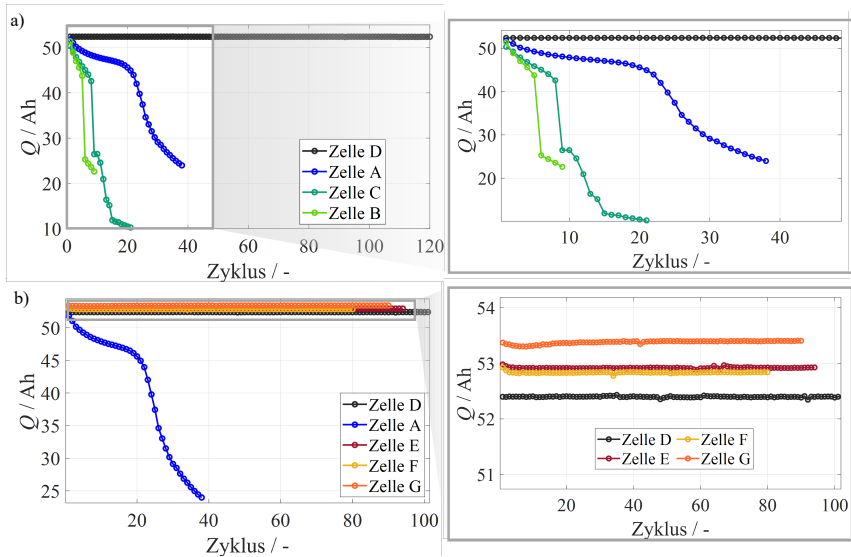 a)
50
40
30
20
10
Q / Ah
0
20
40
60
80
100
120
Zyklus / -
Zelle D
Zelle A
Zelle C
Zelle B
50
40
30
20
Q / Ah
10
20
30
40
Zyklus / -
b)
50
45
40
35
30
25
Q / Ah
20
40
60
80
100
Zyklus / -
Zelle D
Zelle A
Zelle E
Zelle F
Zelle G
54
53
52
51
Q / Ah
20
40
60
80
100
Zyklus / -
Zelle D Zelle F
Zelle E Zelle G